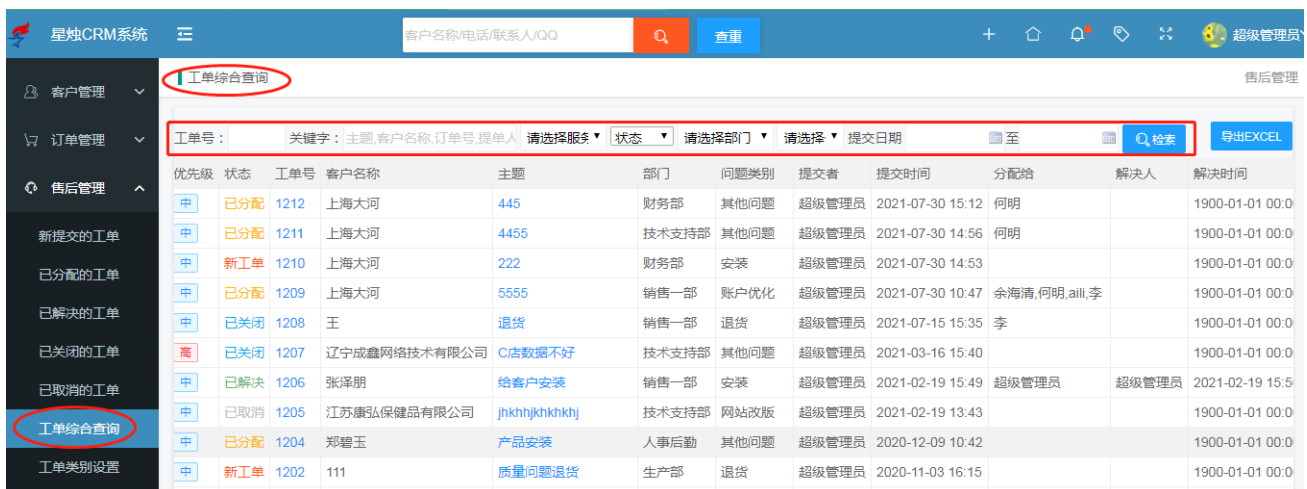 星烛CRM系统 客户名称/电话/联系人/QQ 查重 超级管理员
客户管理 工单综合查询 售后管理
订单管理 工单号： 关键字： 主题,客户名称,订单号,提单人 请选择服务 状态 请选择部门 请选择 提交日期 至 检索 导出EXCEL
售后管理 优先级 状态 工单号 客户名称 主题 部门 问题类别 提交者 提交时间 分配给 解决人 解决时间
中 已分配 1212 上海大河 445 财务部 其他问题 超级管理员 2021-07-30 15:12 何明 1900-01-01 00:0
新提交的工单 中 已分配 1211 上海大河 4455 技术支持部 其他问题 超级管理员 2021-07-30 14:56 何明 1900-01-01 00:0
已分配的工单 中 新工单 1210 上海大河 222 财务部 安装 超级管理员 2021-07-30 14:53 1900-01-01 00:0
中 已分配 1209 上海大河 5555 销售一部 账户优化 超级管理员 2021-07-30 10:47 余海清,何明,aili,李 1900-01-01 00:0
已解决的工单 中 已关闭 1208 王 退货 销售一部 退货 超级管理员 2021-07-15 15:35 李 1900-01-01 00:0
已关闭的工单 高 已关闭 1207 辽宁成鑫网络技术有限公司 C店数据不好 技术支持部 其他问题 超级管理员 2021-03-16 15:40 1900-01-01 00:0
已取消的工单 中 已解决 1206 张泽朋 给客户安装 销售一部 安装 超级管理员 2021-02-19 15:49 超级管理员 超级管理员 2021-02-19 15:5
中 已取消 1205 江苏康弘保健品有限公司 jhkhhjkhkhkhj 技术支持部 网站改版 超级管理员 2021-02-19 13:43 1900-01-01 00:0
工单综合查询 中 已分配 1204 郑碧玉 产品安装 人事后勤 其他问题 超级管理员 2020-12-09 10:42 1900-01-01 00:0
工单类别设置 中 新工单 1202 111 质量问题退货 生产部 退货 超级管理员 2020-11-03 16:15 1900-01-01 00:0